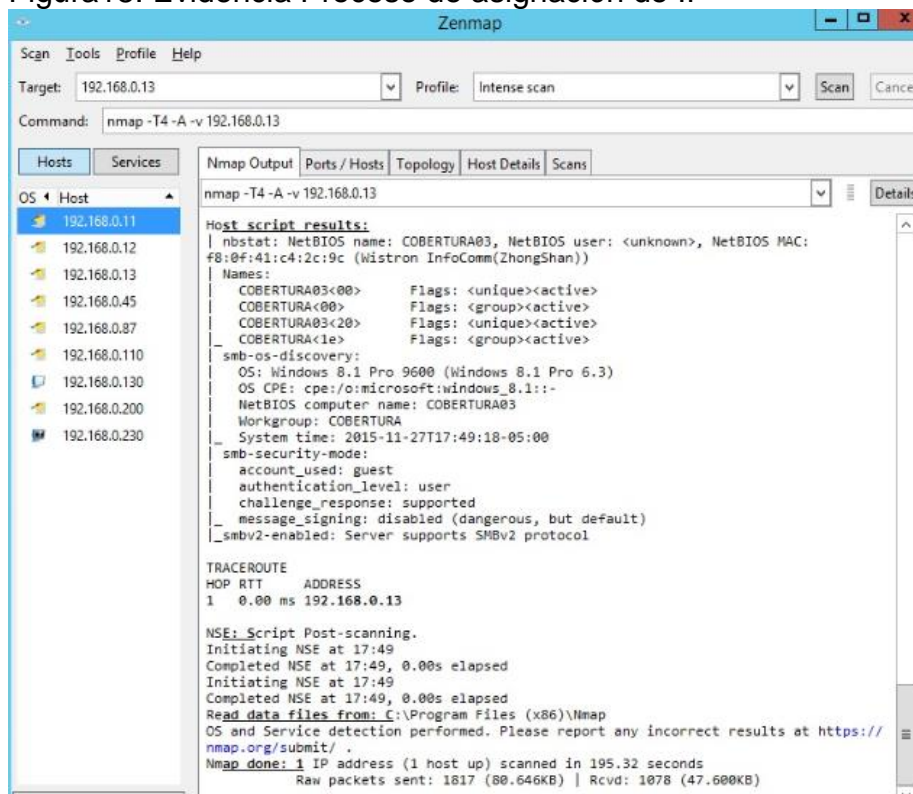 Figura18. Evidencia Proceso de asignación de IP
Zenmap
Scan Tools Profile Help
Target: 192.168.0.13 Profile: Intense scan Scan Cance
Command: nmap -T4 -A -v 192.168.0.13
Hosts Services
Nmap Output Ports / Hosts Topology Host Details Scans
OS Host
nmap -T4 -A -v 192.168.0.13 Details
192.168.0.11
192.168.0.12
192.168.0.13
192.168.0.45
192.168.0.87
192.168.0.110
192.168.0.130
192.168.0.200
192.168.0.230
Host script results:
| nbstat: NetBIOS name: COBERTURA03, NetBIOS user: <unknown>, NetBIOS MAC:
f8:0f:41:c4:2c:9c (Wistron InfoComm(ZhongShan))
| Names:
| COBERTURA03<00> Flags: <unique><active>
| COBERTURA<00> Flags: <group><active>
| COBERTURA03<20> Flags: <unique><active>
|_ COBERTURA<1e> Flags: <group><active>
| smb-os-discovery:
| OS: Windows 8.1 Pro 9600 (Windows 8.1 Pro 6.3)
| OS CPE: cpe:/o:microsoft:windows_8.1::-
| NetBIOS computer name: COBERTURA03
| Workgroup: COBERTURA
|_ System time: 2015-11-27T17:49:18-05:00
| smb-security-mode:
| account_used: guest
| authentication_level: user
| challenge_response: supported
|_ message_signing: disabled (dangerous, but default)
|_smbv2-enabled: Server supports SMBv2 protocol
TRACEROUTE
HOP RTT ADDRESS
1 0.00 ms 192.168.0.13
NSE: Script Post-scanning.
Initiating NSE at 17:49
Completed NSE at 17:49, 0.00s elapsed
Initiating NSE at 17:49
Completed NSE at 17:49, 0.00s elapsed
Read data files from: C:\Program Files (x86)\Nmap
OS and Service detection performed. Please report any incorrect results at https://
nmap.org/submit/ .
Nmap done: 1 IP address (1 host up) scanned in 195.32 seconds
Raw packets sent: 1817 (80.646KB) | Rcvd: 1078 (47.600KB)